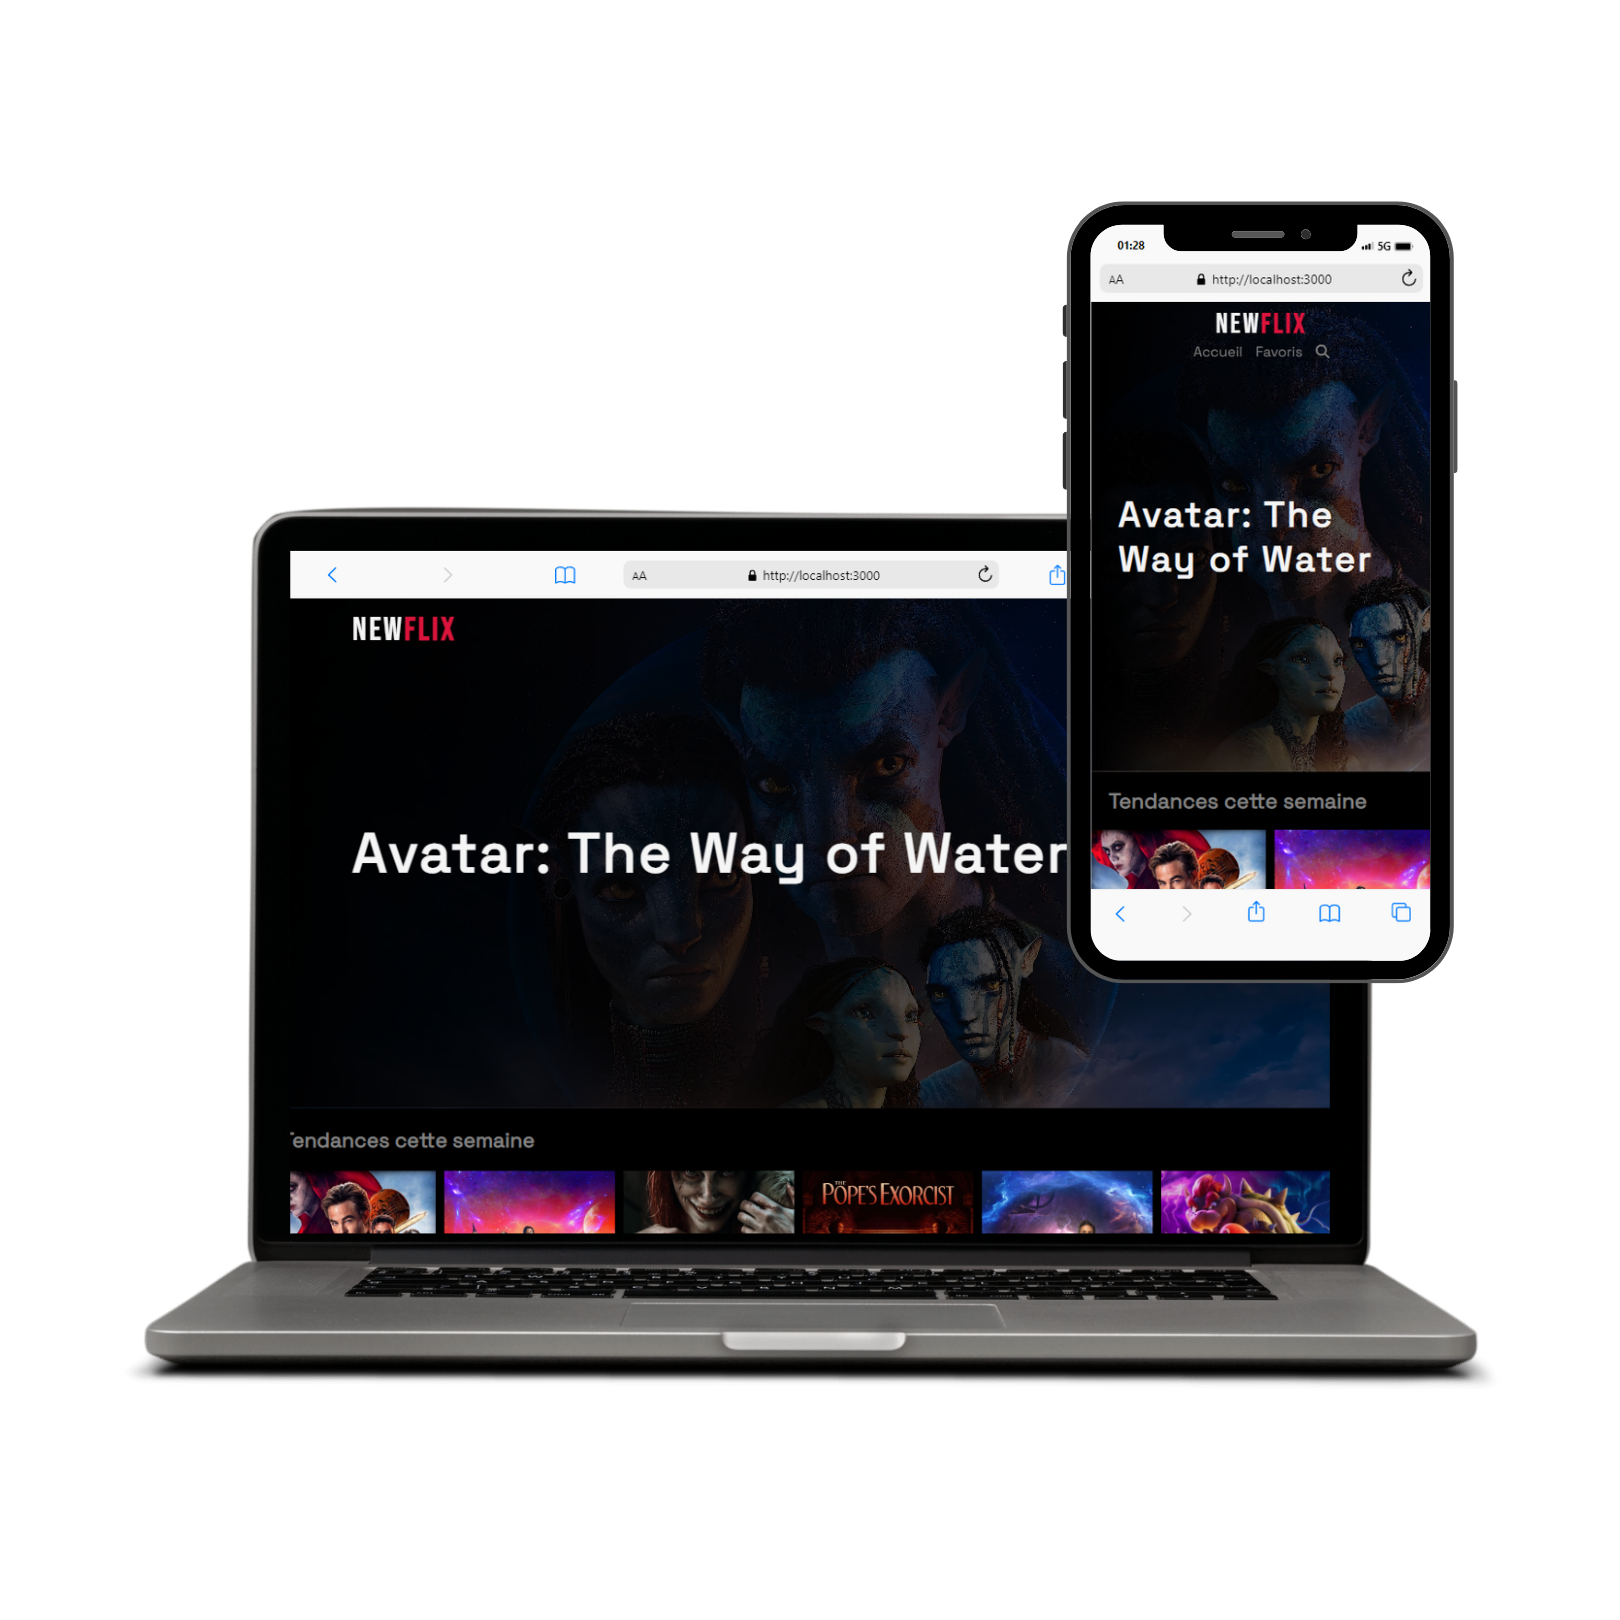 01:28
5G
AA
http://localhost:3000
NEWFLIX
Accueil Favoris
Avatar: The
Way of Water
Tendances cette semaine
AA
http://localhost:3000
NEWFLIX
Avatar: The Way of Water
Tendances cette semaine
THE
POPE'S EXORCIST